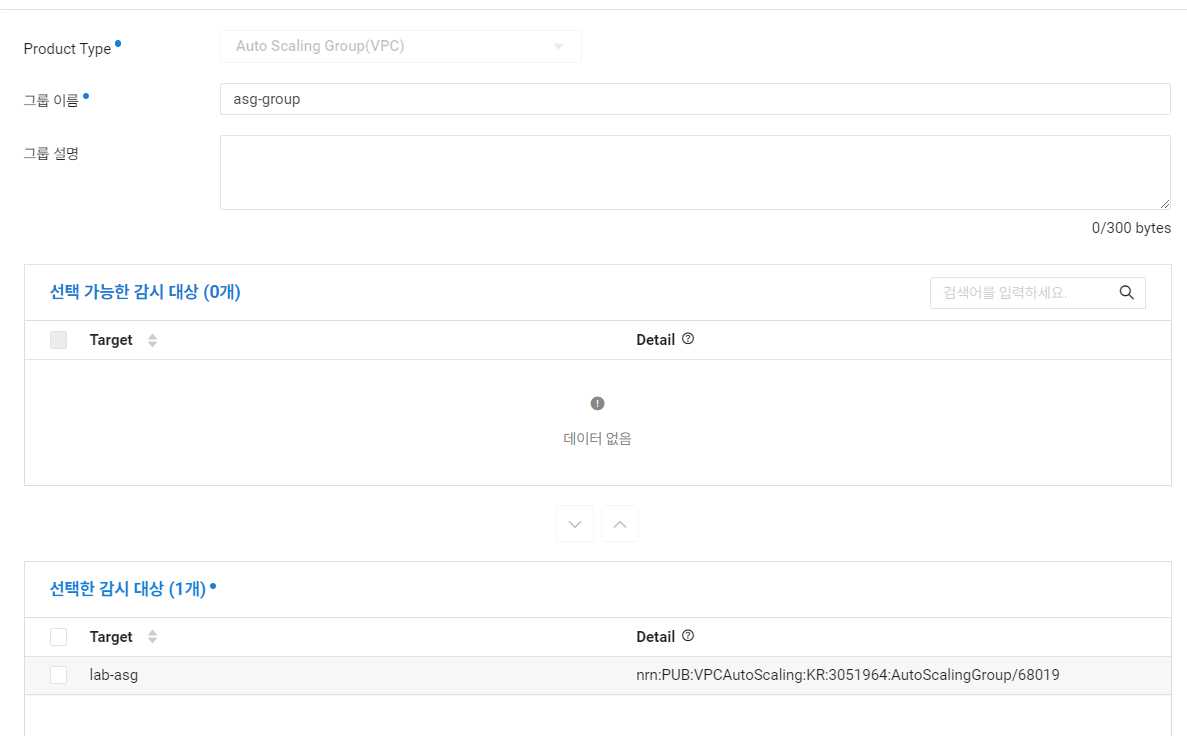 Product Type
Auto Scaling Group(VPC)
그룹 이름
asg-group
그룹 설명
0/300 bytes
선택 가능한 감시 대상 (0개)
검색어를 입력하세요.
Target Detail
데이터 없음
선택한 감시 대상 (1개)
Target Detail
lab-asg nrn:PUB:VPCAutoScaling:KR:3051964:AutoScalingGroup/68019